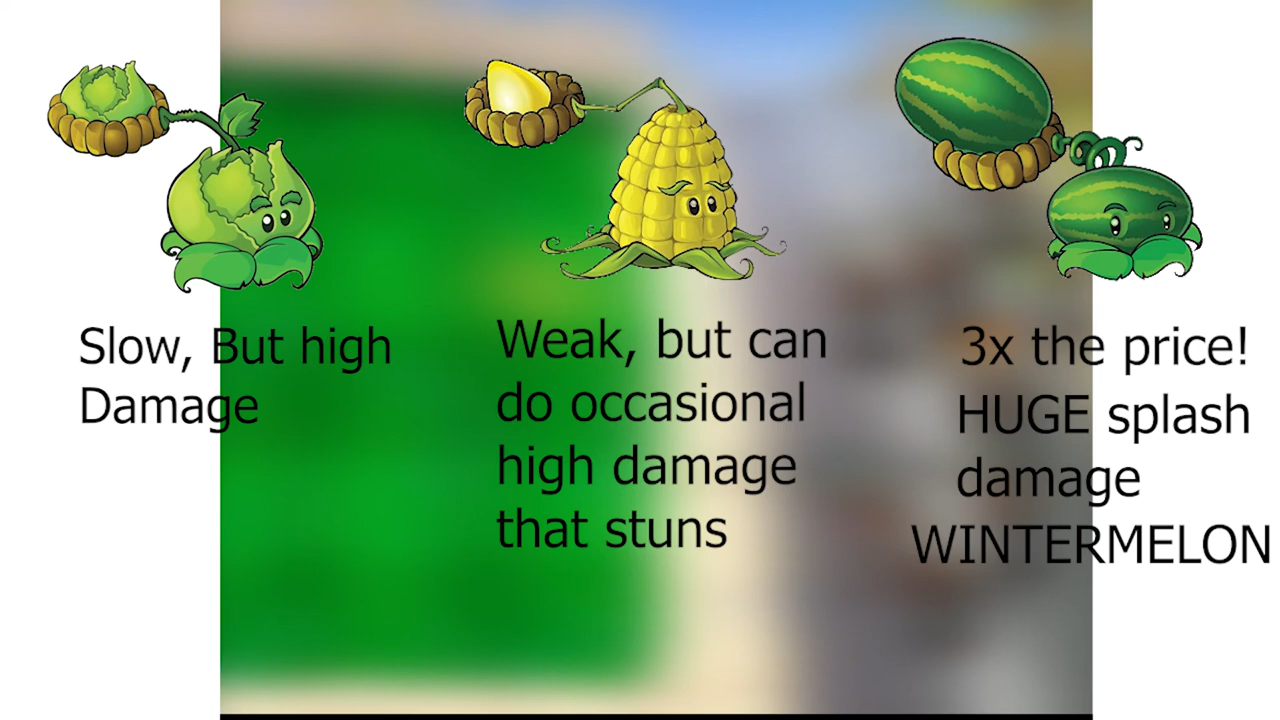 Slow, But high
Damage
Weak, but can
do occasional
high damage
that stuns
3x the price!
HUGE splash
damage
WINTERMELON